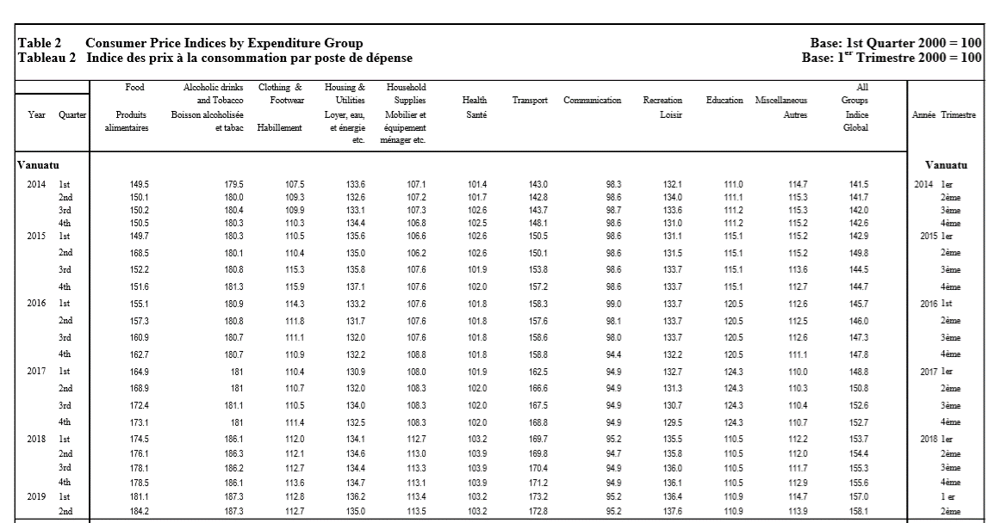 Table 2 Consumer Price Indices by Expenditure Group Base: 1st Quarter 2000 = 100
Tableau 2 Indice des prix à la consommation par poste de dépense Base: 1er Trimestre 2000 = 100
Food Alcoholic drinks Clothing & Housing & Household All
and Tobacco Footwear Utilities Supplies Health Transport Communication Recreation Education Miscellaneous Groups
Year Quarter Produits Boisson alcoholisée Loyer, eau, Mobilier et Santé Loisir Autres Indice Année Trimestre
alimentaires et tabac Habillement et énergie équipement Global
etc. ménager etc.
Vanuatu Vanuatu
2014 1st 149.5 179.5 107.5 133.6 107.1 101.4 143.0 98.3 132.1 111.0 114.7 141.5 2014 1er
2nd 150.1 180.0 109.3 132.6 107.2 101.7 142.8 98.6 134.0 111.1 115.3 141.7 2ème
3rd 150.2 180.4 109.9 133.1 107.3 102.6 143.7 98.7 133.6 111.2 115.3 142.0 3ème
4th 150.5 180.3 110.3 134.4 106.8 102.5 148.1 98.6 131.0 111.2 115.2 142.6 4ème
2015 1st 149.7 180.3 110.5 135.6 106.6 102.6 150.5 98.6 131.1 115.1 115.2 142.9 2015 1er
2nd 168.5 180.1 110.4 135.0 106.2 102.6 150.1 98.6 131.5 115.1 115.2 149.8 2ème
3rd 152.2 180.8 115.3 135.8 107.6 101.9 153.8 98.6 133.7 115.1 113.6 144.5 3ème
4th 151.6 181.3 115.9 137.1 107.6 102.0 157.2 98.6 133.7 115.1 112.7 144.7 4ème
2016 1st 155.1 180.9 114.3 133.2 107.6 101.8 158.3 99.0 133.7 120.5 112.6 145.7 2016 1st
2nd 157.3 180.8 111.8 131.7 107.6 101.8 157.6 98.1 133.7 120.5 112.5 146.0 2ème
3rd 160.9 180.7 111.1 132.0 107.6 101.8 158.6 98.0 133.7 120.5 112.6 147.3 3ème
4th 162.7 180.7 110.9 132.2 108.8 101.8 158.8 94.4 132.2 120.5 111.1 147.8 4ème
2017 1st 164.9 181 110.4 130.9 108.0 101.9 162.5 94.9 132.7 124.3 110.0 148.8 2017 1er
2nd 168.9 181 110.7 132.0 108.3 102.0 166.6 94.9 131.3 124.3 110.3 150.8 2ème
3rd 172.4 181.1 110.5 134.0 108.3 102.0 167.5 94.9 130.7 124.3 110.4 152.6 3ème
4th 173.1 181 111.4 132.5 108.3 102.0 168.8 94.9 129.5 124.3 110.7 152.7 4ème
2018 1st 174.5 186.1 112.0 134.1 112.7 103.2 169.7 95.2 135.5 110.5 112.2 153.7 2018 1er
2nd 176.1 186.3 112.1 134.6 113.0 103.9 169.8 94.7 135.8 110.5 112.0 154.4 2ème
3rd 178.1 186.2 112.7 134.4 113.3 103.9 170.4 94.9 136.0 110.5 111.7 155.3 3ème
4th 178.5 186.1 113.6 134.7 113.1 103.9 171.2 94.9 136.1 110.5 112.9 155.6 4ème
2019 1st 181.1 187.3 112.8 136.2 113.4 103.2 173.2 95.2 136.4 110.9 114.7 157.0 1 er
2nd 184.2 187.3 112.7 135.0 113.5 103.2 172.8 95.2 137.6 110.9 113.9 158.1 2ème